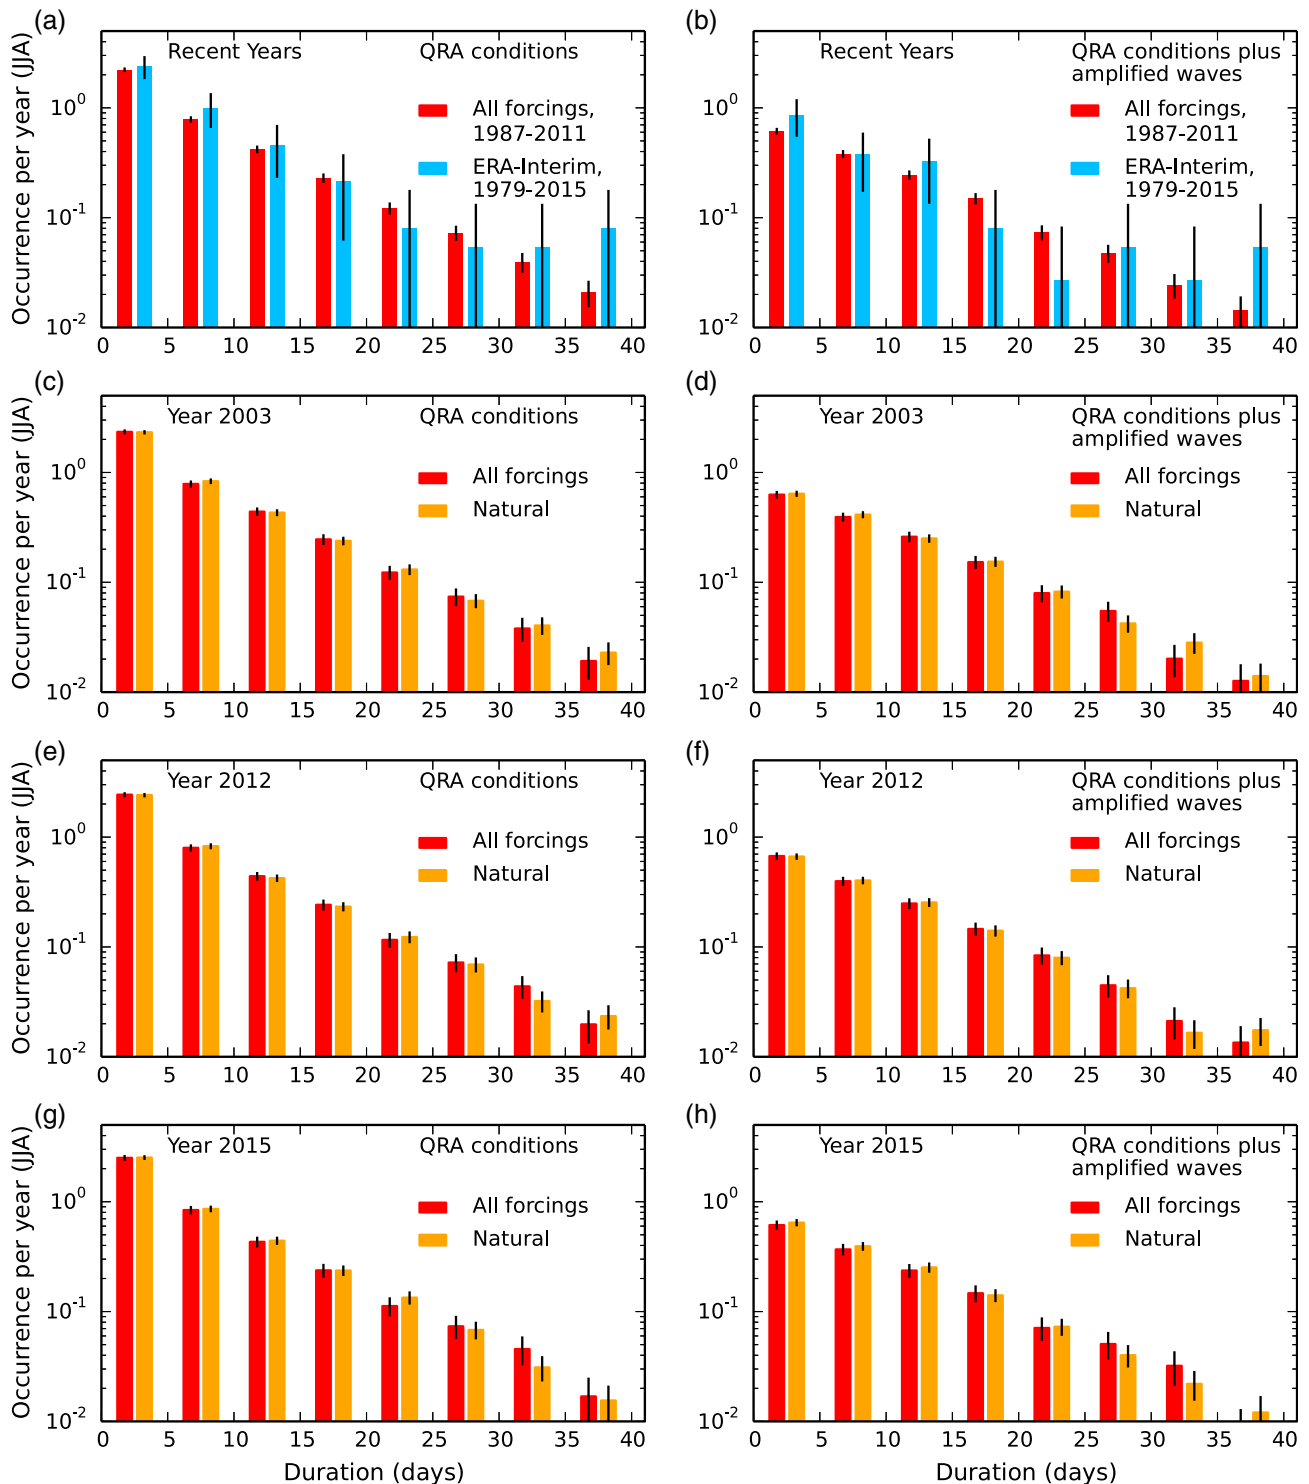 (a)
Occurrence per year (JJA)
Recent Years
QRA conditions
All forcings,
1987-2011
ERA-Interim,
1979-2015
10^0
10^-1
10^-2
0 5 10 15 20 25 30 35 40
(b)
Recent Years
QRA conditions plus
amplified waves
All forcings,
1987-2011
ERA-Interim,
1979-2015
10^0
10^-1
10^-2
0 5 10 15 20 25 30 35 40
(c)
Occurrence per year (JJA)
Year 2003
QRA conditions
All forcings
Natural
10^0
10^-1
10^-2
0 5 10 15 20 25 30 35 40
(d)
Year 2003
QRA conditions plus
amplified waves
All forcings
Natural
10^0
10^-1
10^-2
0 5 10 15 20 25 30 35 40
(e)
Occurrence per year (JJA)
Year 2012
QRA conditions
All forcings
Natural
10^0
10^-1
10^-2
0 5 10 15 20 25 30 35 40
(f)
Year 2012
QRA conditions plus
amplified waves
All forcings
Natural
10^0
10^-1
10^-2
0 5 10 15 20 25 30 35 40
(g)
Occurrence per year (JJA)
Year 2015
QRA conditions
All forcings
Natural
10^0
10^-1
10^-2
0 5 10 15 20 25 30 35 40
Duration (days)
(h)
Year 2015
QRA conditions plus
amplified waves
All forcings
Natural
10^0
10^-1
10^-2
0 5 10 15 20 25 30 35 40
Duration (days)